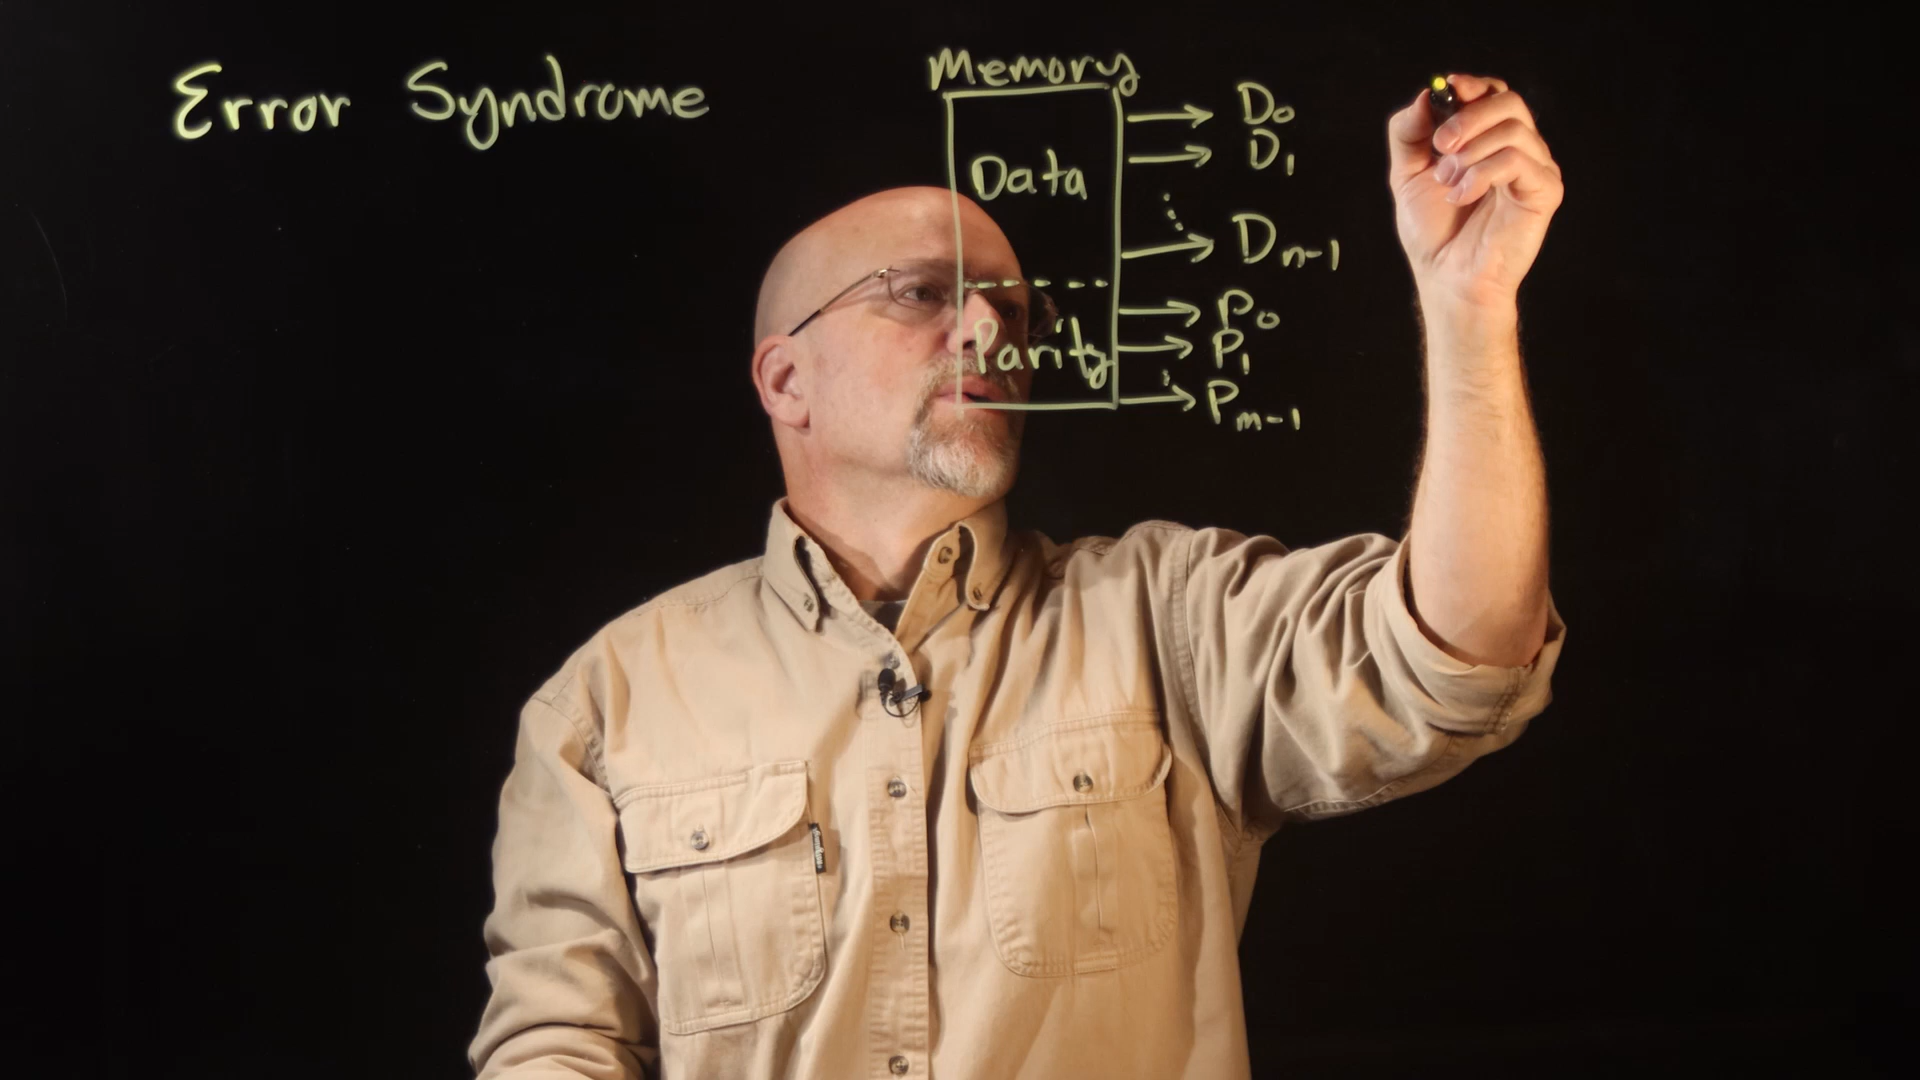 Error Syndrome
Memory
Data
Parity
D0
D1
Dn-1
P0
P1
Pm-1